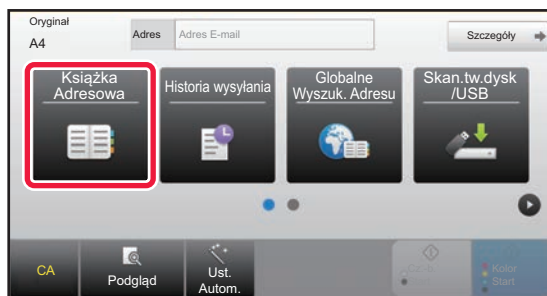 Oryginał
A4
Adres
Adres E-mail
Szczegóły
Książka
Adresowa
Historia wysyłania
Globalne
Wyszuk. Adresu
Skan.tw.dysk
/USB
CA
Podgląd
Ust.
Autom.
Kolor
Start